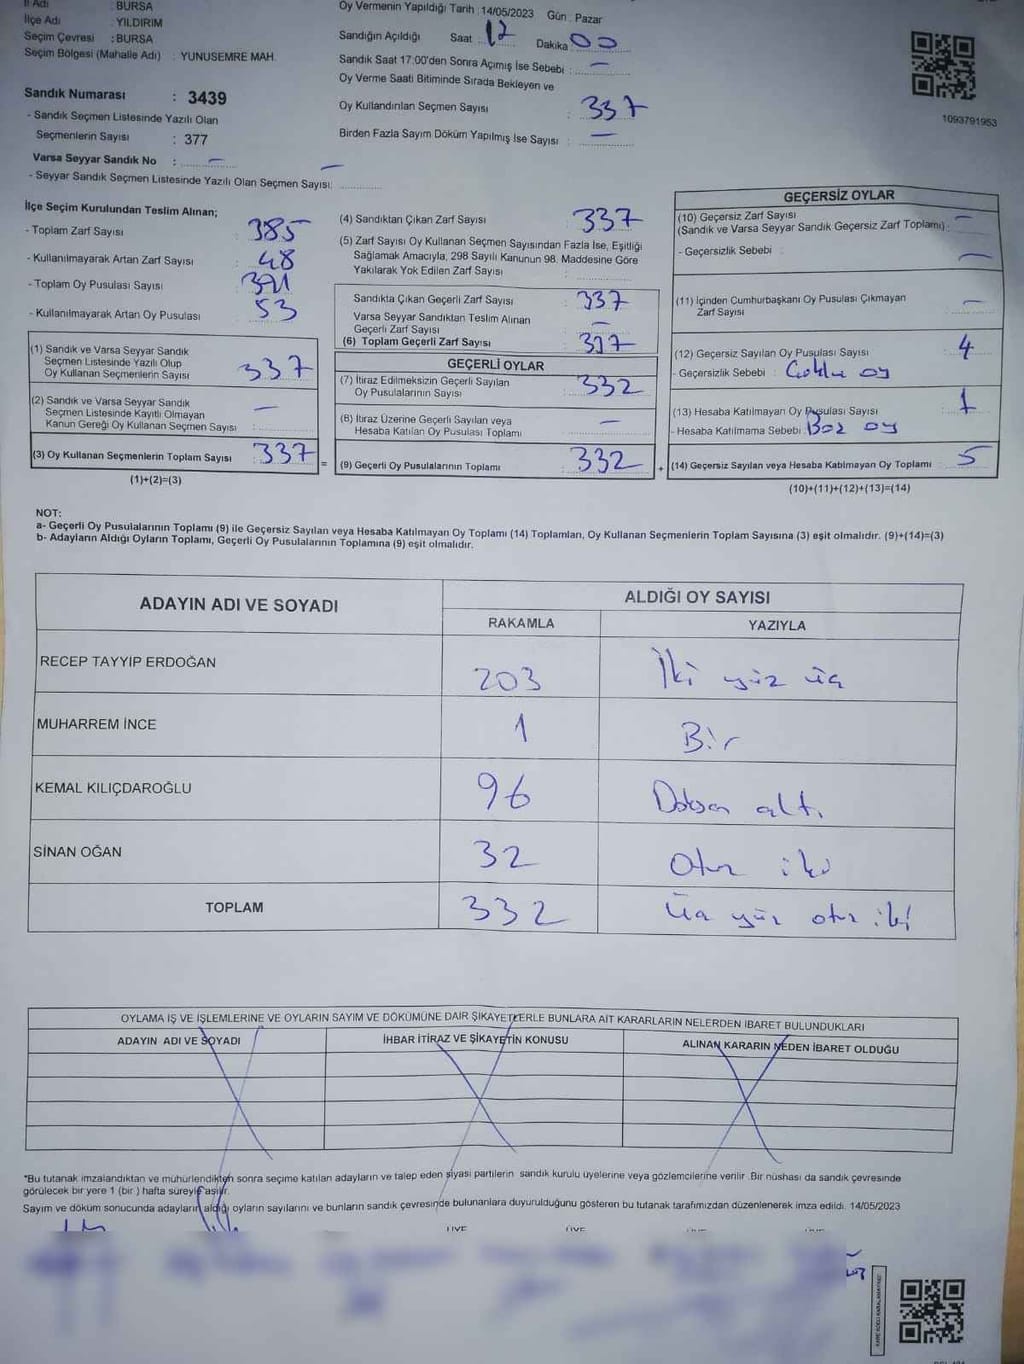 İl Adı : BURSA
İlçe Adı : YILDIRIM
Seçim Çevresi : BURSA
Seçim Bölgesi (Mahalle Adı) : YUNUSEMRE MAH.
Sandık Numarası : 3439
- Sandık Seçmen Listesinde Yazılı Olan
Seçmenlerin Sayısı : 377
Varsa Seyyar Sandık No : –
- Seyyar Sandık Seçmen Listesinde Yazılı Olan Seçmen Sayısı: –
Oy Vermenin Yapıldığı Tarih : 14/05/2023 Gün : Pazar
Sandığın Açıldığı Saat : 17 Dakika : 00
Sandık Saat 17.00'den Sonra Açmış İse Sebebi : –
Oy Verme Saati Bitiminde Sırada Bekleyen ve
Oy Kullandırılan Seçmen Sayısı : 337
Birden Fazla Sayım Döküm Yapılmış İse Sayısı : –
1093791953
İlçe Seçim Kurulundan Teslim Alınan;
- Toplam Zarf Sayısı : 385
- Kullanılmayarak Artan Zarf Sayısı : 48
- Toplam Oy Pusulası Sayısı :
- Kullanılmayarak Artan Oy Pusulası : 53
(1) Sandık ve Varsa Seyyar Sandık
Seçmen Listesinde Yazılı Olup
Oy Kullanan Seçmenlerin Sayısı : 337
(2) Sandık ve Varsa Seyyar Sandık
Seçmen Listesinde Kayıtlı Olmayan
Kanun Gereği Oy Kullanan Seçmen Sayısı : –
(3) Oy Kullanan Seçmenlerin Toplam Sayısı : 337 =
(1)+(2)=(3)
(4) Sandıktan Çıkan Zarf Sayısı : 337
(5) Zarf Sayısı Oy Kullanan Seçmen Sayısından Fazla İse, Eşitliği
Sağlamak Amacıyla, 298 Sayılı Kanunun 98. Maddesine Göre
Yakılarak Yok Edilen Zarf Sayısı :
Sandıkta Çıkan Geçerli Zarf Sayısı : 337
Varsa Seyyar Sandıktan Teslim Alınan
Geçerli Zarf Sayısı : –
(6) Toplam Geçerli Zarf Sayısı : 337
GEÇERLİ OYLAR
(7) İtiraz Edilmeksizin Geçerli Sayılan
Oy Pusulalarının Sayısı : 332
(8) İtiraz Üzerine Geçerli Sayılan veya
Hesaba Katılan Oy Pusulası Toplamı : –
(9) Geçerli Oy Pusulalarının Toplamı : 332 +
GEÇERSİZ OYLAR
(10) Geçersiz Zarf Sayısı
(Sandık ve Varsa Seyyar Sandık Geçersiz Zarf Toplamı) : –
- Geçersizlik Sebebi : –
(11) İçinden Cumhurbaşkanı Oy Pusulası Çıkmayan
Zarf Sayısı : –
(12) Geçersiz Sayılan Oy Pusulası Sayısı : 4
- Geçersizlik Sebebi : Çoklu oy
(13) Hesaba Katılmayan Oy Pusulası Sayısı : 1
- Hesaba Katılmama Sebebi : Boz oy
(14) Geçersiz Sayılan veya Hesaba Katılmayan Oy Toplamı : 5
(10)+(11)+(12)+(13)=(14)
NOT:
a- Geçerli Oy Pusulalarının Toplamı (9) ile Geçersiz Sayılan veya Hesaba Katılmayan Oy Toplamı (14) Toplamları, Oy Kullanan Seçmenlerin Toplam Sayısına (3) eşit olmalıdır. (9)+(14)=(3)
b- Adayların Aldığı Oyların Toplamı, Geçerli Oy Pusulalarının Toplamına (9) eşit olmalıdır.
ADAYIN ADI VE SOYADI ALDIĞI OY SAYISI
RAKAMLA YAZIYLA
RECEP TAYYIP ERDOĞAN 203 İki yüz üç
MUHARREM İNCE 1 Bir
KEMAL KILIÇDAROĞLU 96 Doksan altı
SİNAN OĞAN 32 Otuz iki
TOPLAM 332 Üç yüz otuz iki
OYLAMA İŞ VE İŞLEMLERİNE VE OYLARIN SAYIM VE DÖKÜMÜNE DAİR ŞİKAYETLERLE BUNLARA AİT KARARLARIN NELERDEN İBARET BULUNDUKLARI
ADAYIN ADI VE SOYADI İHBAR İTİRAZ VE ŞİKAYETİN KONUSU ALINAN KARARIN NEDEN İBARET OLDUĞU
*Bu tutanak imzalandıktan ve mühürlendikten sonra seçime katılan adayların ve talep eden siyasi partilerin sandık kurulu üyelerine veya gözlemcilerine verilir. Bir nüshası da sandık çevresinde
görülecek bir yere 1 (bir) hafta süreyle asılır.
Sayım ve döküm sonucunda adayların aldığı oyların sayılarını ve bunların sandık çevresinde bulunanlara duyurulduğunu gösteren bu tutanak tarafımızdan düzenlenerek imza edildi. 14/05/2023